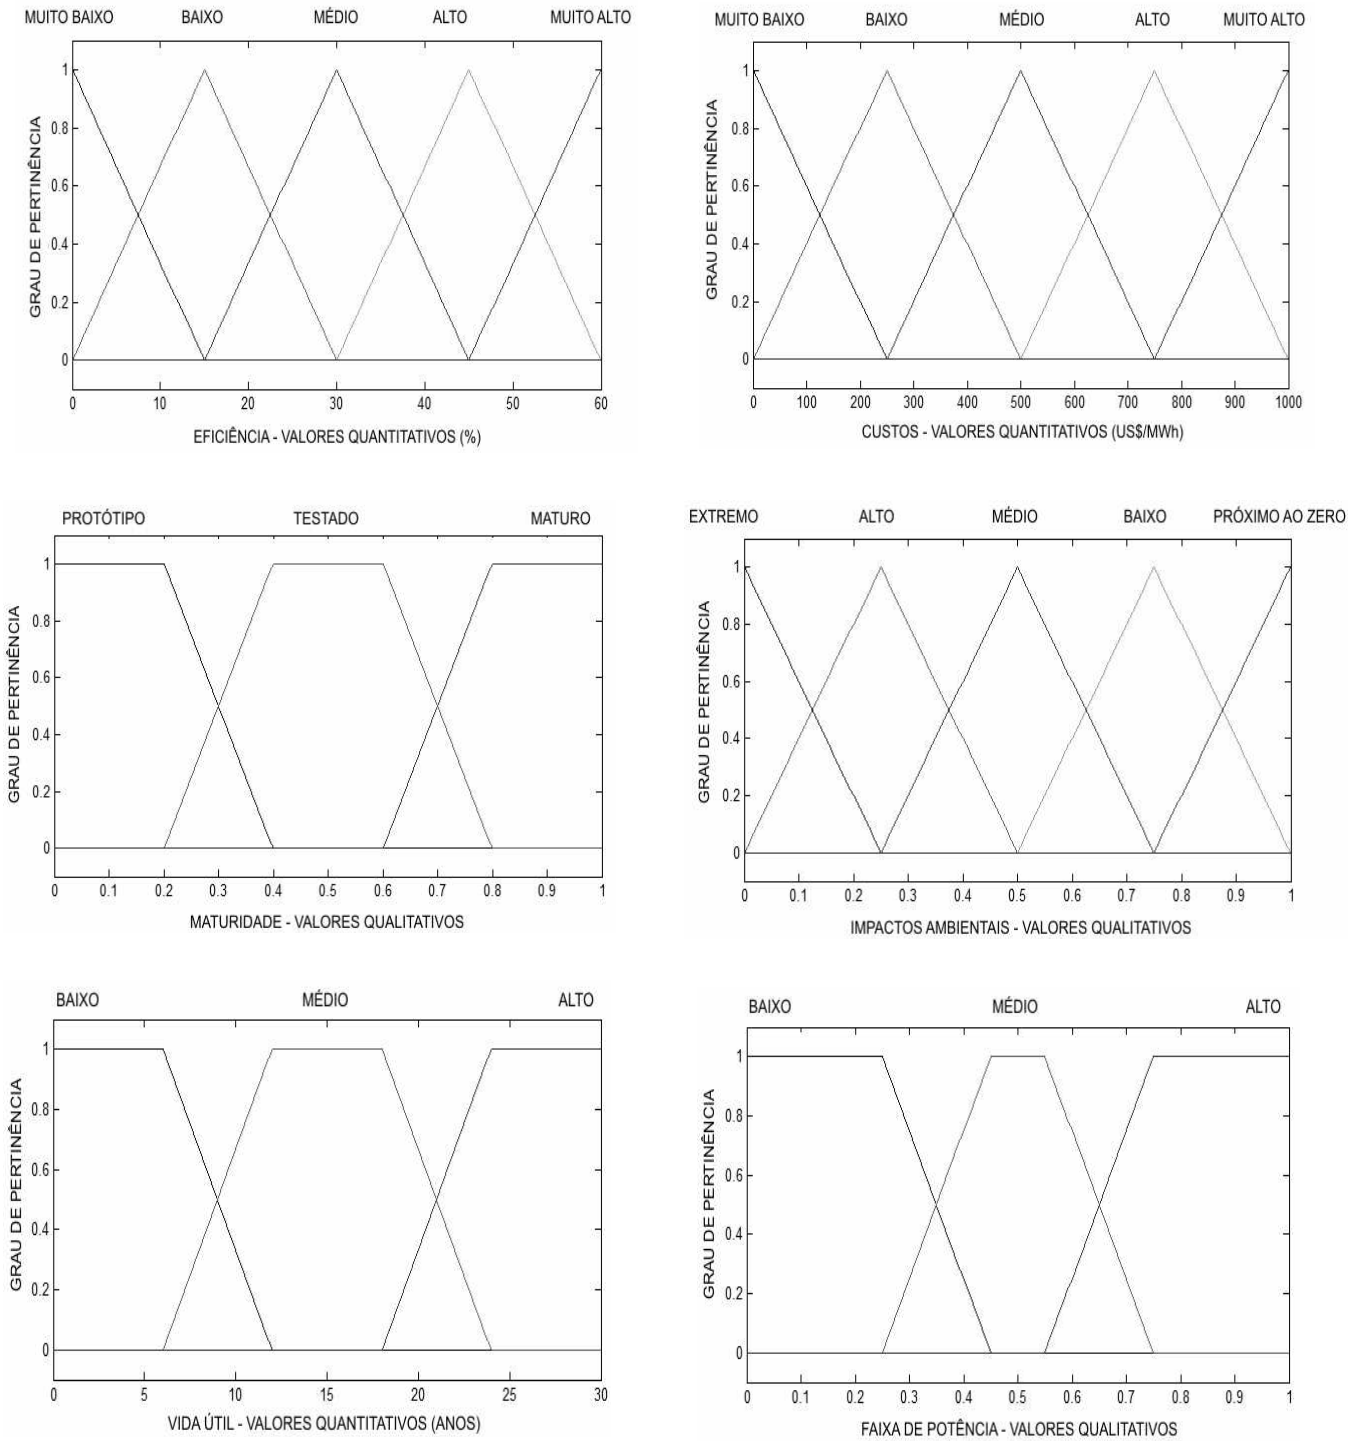 MUITO BAIXO BAIXO MÉDIO ALTO MUITO ALTO
1
0.8
0.6
0.4
0.2
0
GRAU DE PERTINÊNCIA
0 10 20 30 40 50 60
EFICIÊNCIA - VALORES QUANTITATIVOS (%)
MUITO BAIXO BAIXO MÉDIO ALTO MUITO ALTO
1
0.8
0.6
0.4
0.2
0
GRAU DE PERTINÊNCIA
0 100 200 300 400 500 600 700 800 900 1000
CUSTOS - VALORES QUANTITATIVOS (US$/MWh)
PROTÓTIPO TESTADO MATURO
1
0.8
0.6
0.4
0.2
0
GRAU DE PERTINÊNCIA
0 0.1 0.2 0.3 0.4 0.5 0.6 0.7 0.8 0.9 1
MATURIDADE - VALORES QUALITATIVOS
EXTREMO ALTO MÉDIO BAIXO PRÓXIMO AO ZERO
1
0.8
0.6
0.4
0.2
0
GRAU DE PERTINÊNCIA
0 0.1 0.2 0.3 0.4 0.5 0.6 0.7 0.8 0.9 1
IMPACTOS AMBIENTAIS - VALORES QUALITATIVOS
BAIXO MÉDIO ALTO
1
0.8
0.6
0.4
0.2
0
GRAU DE PERTINÊNCIA
0 5 10 15 20 25 30
VIDA ÚTIL - VALORES QUANTITATIVOS (ANOS)
BAIXO MÉDIO ALTO
1
0.8
0.6
0.4
0.2
0
GRAU DE PERTINÊNCIA
0 0.1 0.2 0.3 0.4 0.5 0.6 0.7 0.8 0.9 1
FAIXA DE POTÊNCIA - VALORES QUALITATIVOS